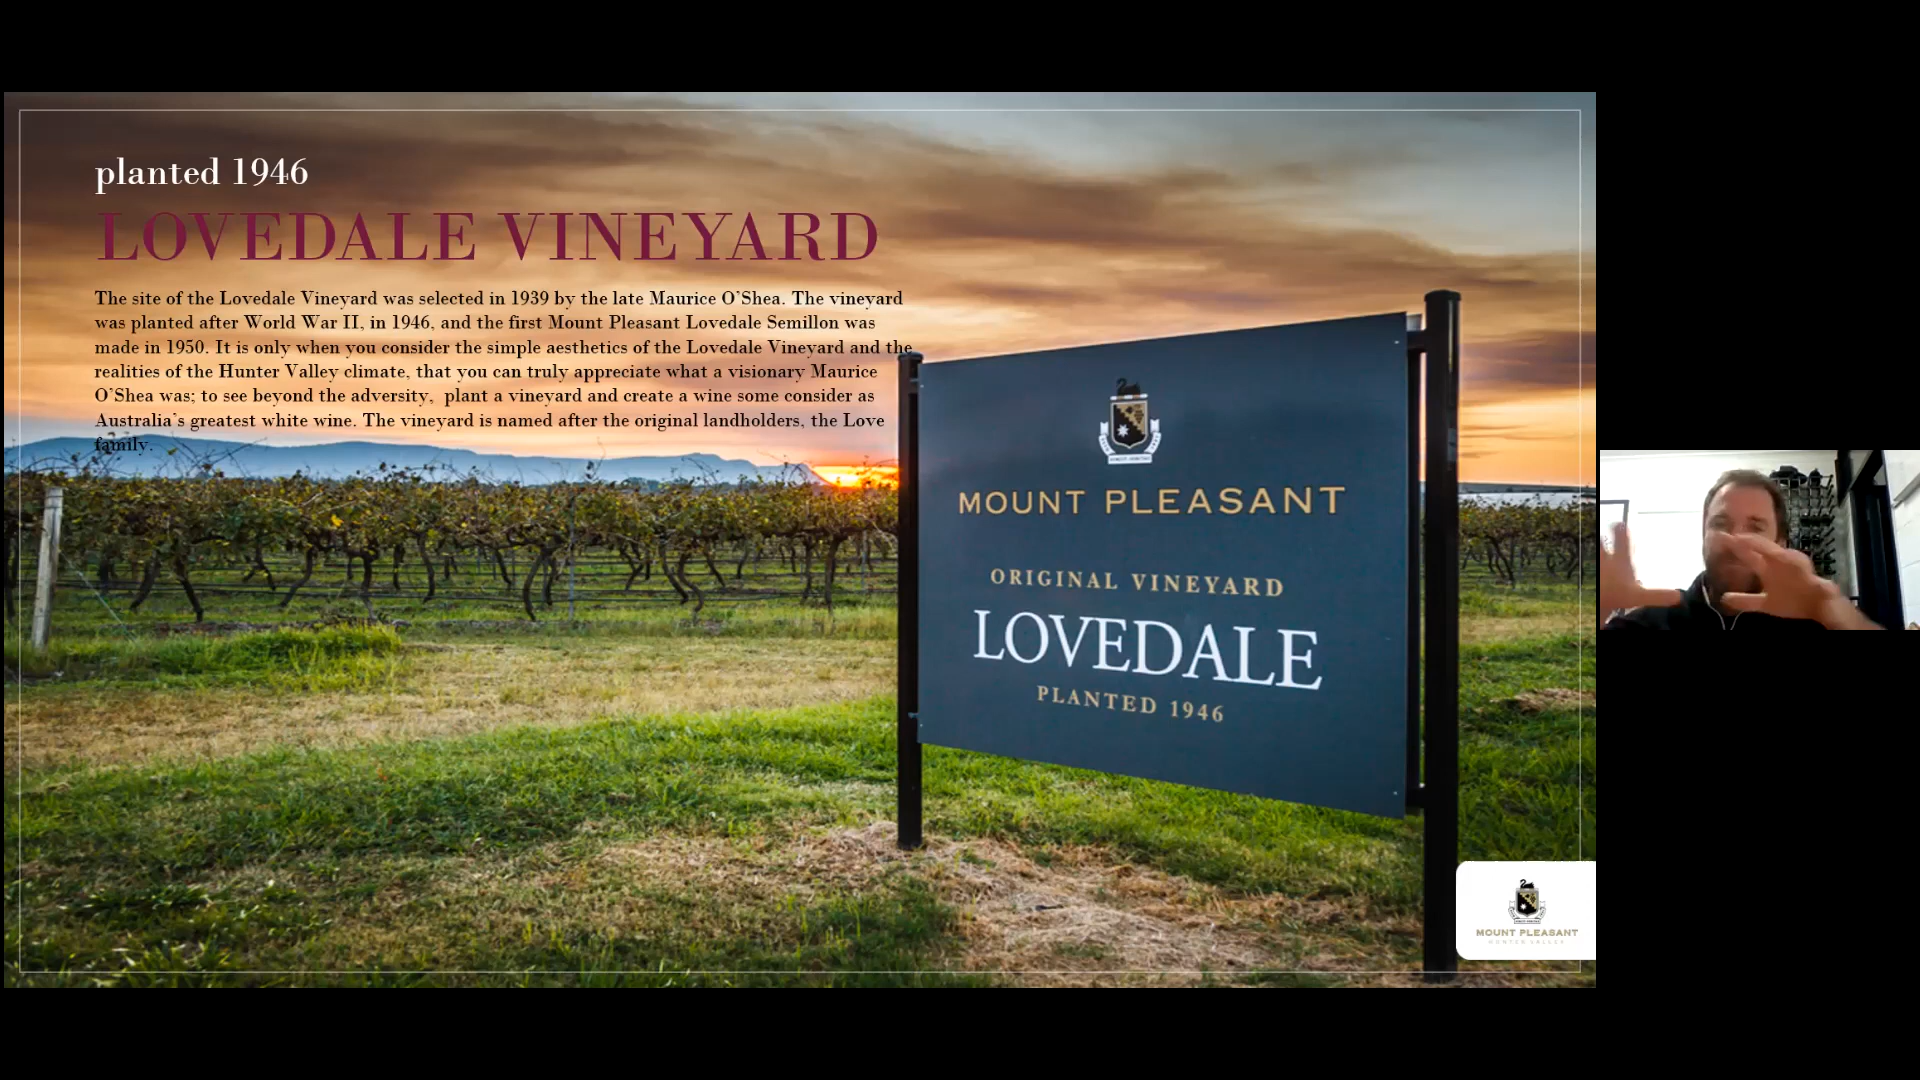 planted 1946
LOVEDALE VINEYARD
The site of the Lovedale Vineyard was selected in 1939 by the late Maurice O'Shea. The vineyard
was planted after World War II, in 1946, and the first Mount Pleasant Lovedale Semillon was
made in 1950. It is only when you consider the simple aesthetics of the Lovedale Vineyard and the
realities of the Hunter Valley climate, that you can truly appreciate what a visionary Maurice
O'Shea was; to see beyond the adversity,  plant a vineyard and create a wine some consider as
Australia's greatest white wine. The vineyard is named after the original landholders, the Love
family.
MOUNT PLEASANT
ORIGINAL VINEYARD
LOVEDALE
PLANTED 1946
MOUNT PLEASANT
HUNTER VALLEY